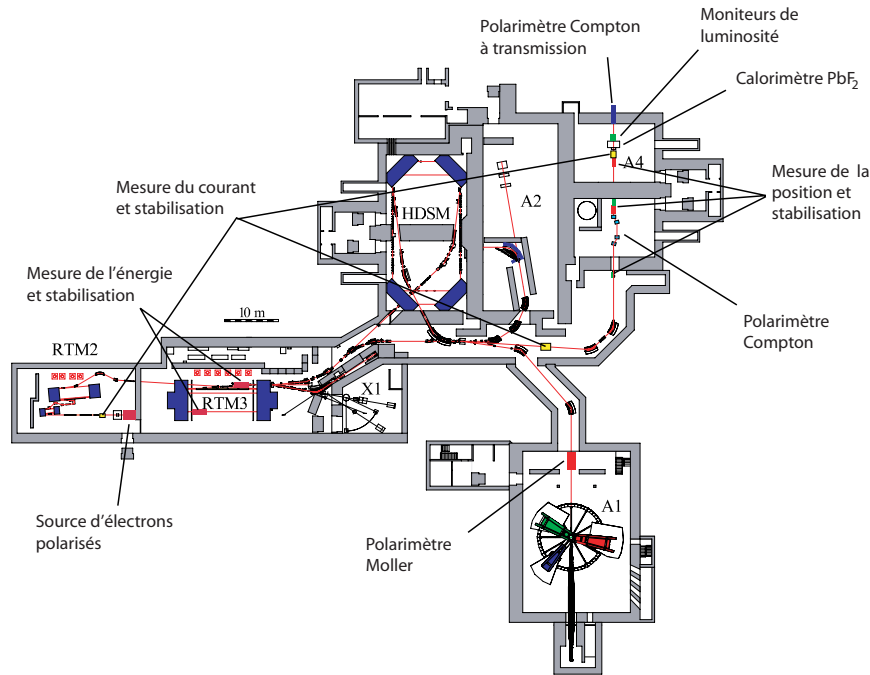 Polarimètre Compton
à transmission
Moniteurs de
luminosité
Calorimètre PbF2
A4
Mesure de la
position et
stabilisation
Mesure du courant
et stabilisation
HDSM
A2
Mesure de l'énergie
et stabilisation
10 m
Polarimètre
Compton
RTM2
RTM3
X1
Source d'électrons
polarisés
Polarimètre
Moller
A1